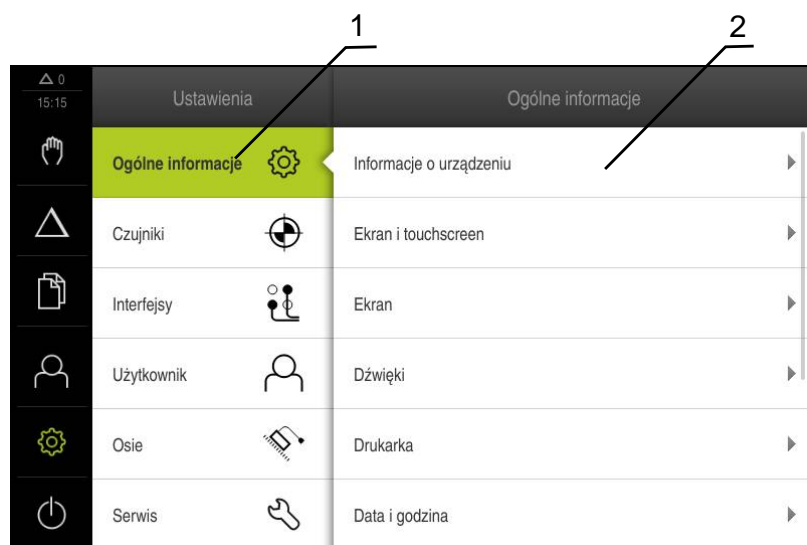 1
2
0
15:15
Ustawienia
Ogólne informacje
Ogólne informacje
Informacje o urządzeniu
Czujniki
Ekran i touchscreen
Interfejsy
Ekran
Użytkownik
Dźwięki
Osie
Drukarka
Serwis
Data i godzina